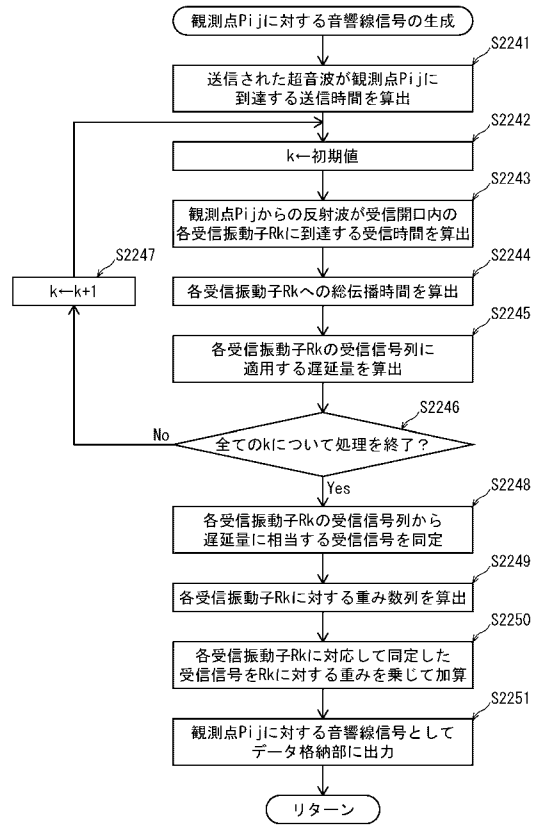 観測点Pijに対する音響線信号の生成
S2241
送信された超音波が観測点Pijに
到達する送信時間を算出
S2242
k←初期値
S2243
観測点Pijからの反射波が受信開口内の
各受信振動子Rkに到達する受信時間を算出
S2247
k←k+1
S2244
各受信振動子Rkへの総伝播時間を算出
S2245
各受信振動子Rkの受信信号列に
適用する遅延量を算出
S2246
全てのkについて処理を終了？
No
Yes
S2248
各受信振動子Rkの受信信号列から
遅延量に相当する受信信号を同定
S2249
各受信振動子Rkに対する重み数列を算出
S2250
各受信振動子Rkに対応して同定した
受信信号をRkに対する重みを乗じて加算
S2251
観測点Pijに対する音響線信号として
データ格納部に出力
リターン